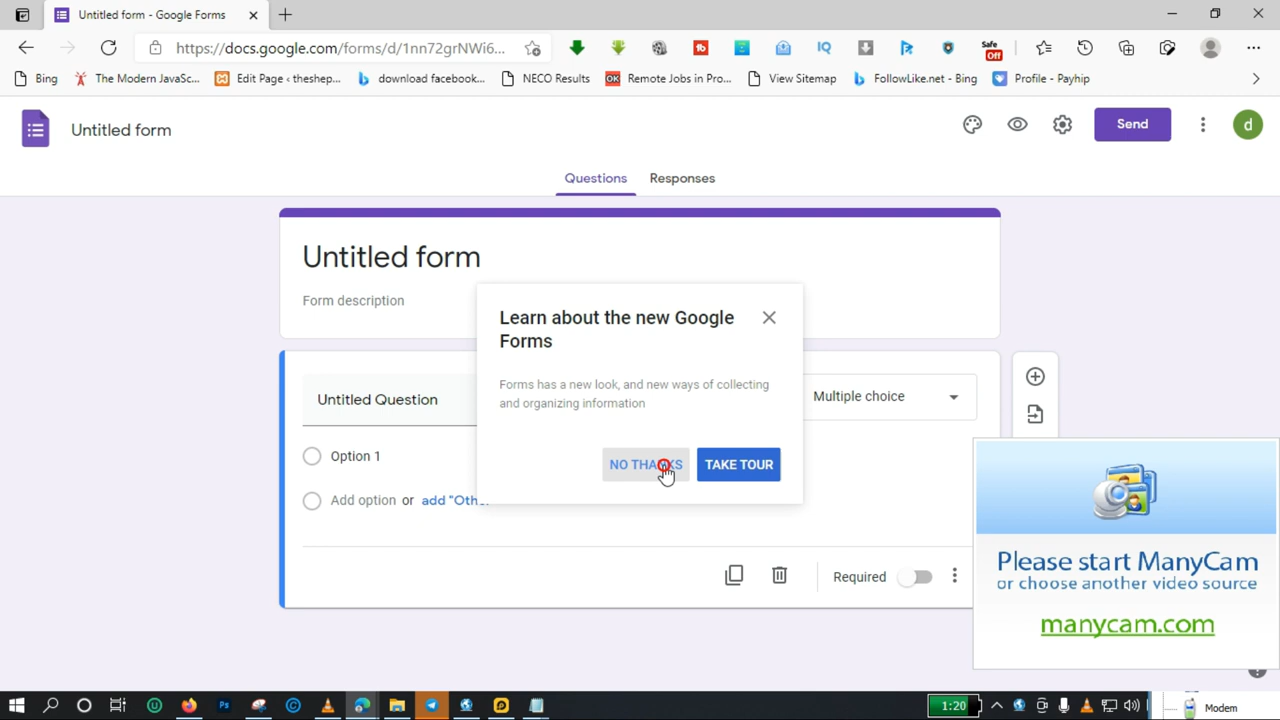 Untitled form - Google Forms
https://docs.google.com/forms/d/1nn72grNWi6...
Safe
Off
Bing
The Modern JavaSc...
Edit Page ‹ theshep...
download facebook...
NECO Results
Remote Jobs in Pro...
View Sitemap
FollowLike.net - Bing
Profile - Payhip
Untitled form
Send
d
Questions
Responses
Untitled form
Form description
Learn about the new Google
Forms
Forms has a new look, and new ways of collecting
and organizing information
NO THANKS
TAKE TOUR
Untitled Question
Multiple choice
Option 1
Add option or add "Othe
Required
Please start ManyCam
or choose another video source
manycam.com
1:20
Modem